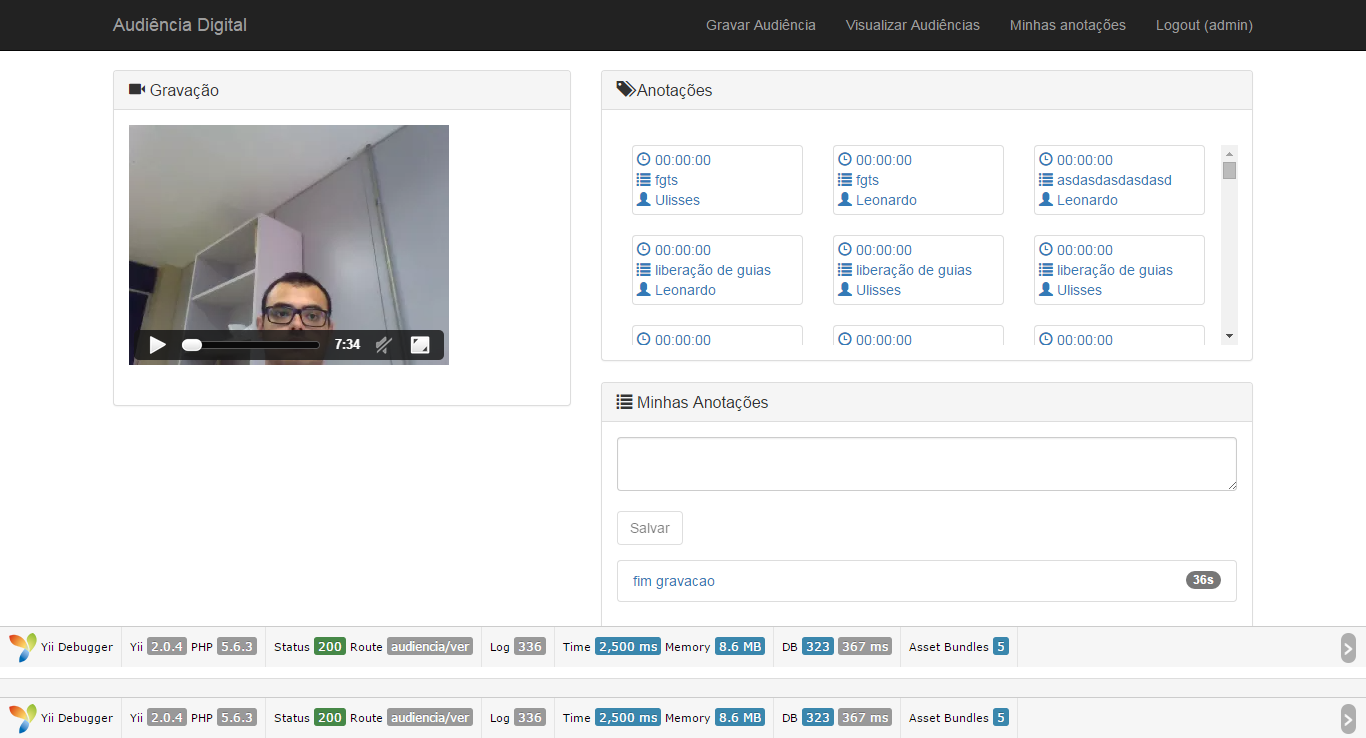 Audiência Digital
Gravar Audiência Visualizar Audiências Minhas anotações Logout (admin)
Gravação
7:34
Anotações
00:00:00
fgts
Ulisses
00:00:00
fgts
Leonardo
00:00:00
asdasdasdasdasd
Leonardo
00:00:00
liberação de guias
Leonardo
00:00:00
liberação de guias
Ulisses
00:00:00
liberação de guias
Ulisses
00:00:00
00:00:00
00:00:00
Minhas Anotações
Salvar
fim gravacao 36s
Yii Debugger Yii 2.0.4 PHP 5.6.3 Status 200 Route audiencia/ver Log 336 Time 2,500 ms Memory 8.6 MB DB 323 367 ms Asset Bundles 5
Yii Debugger Yii 2.0.4 PHP 5.6.3 Status 200 Route audiencia/ver Log 336 Time 2,500 ms Memory 8.6 MB DB 323 367 ms Asset Bundles 5